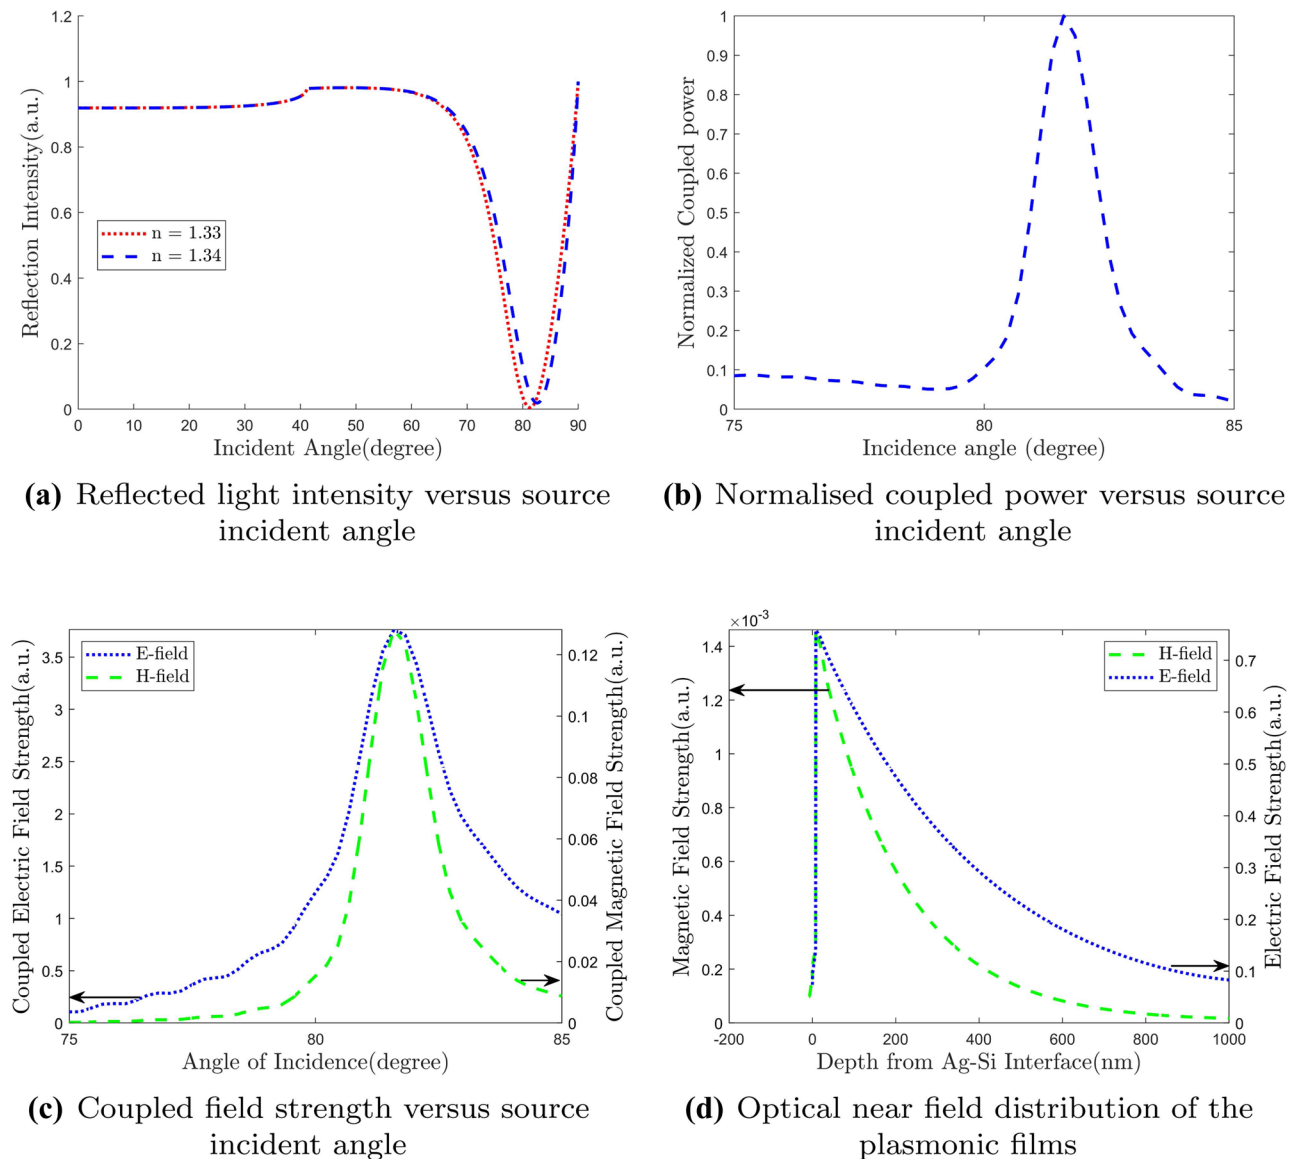 1.2
1
0.8
0.6
0.4
0.2
0
Reflection Intensity(a.u.)
n = 1.33
n = 1.34
0 10 20 30 40 50 60 70 80 90
Incident Angle(degree)
(a) Reflected light intensity versus source
incident angle
1
0.9
0.8
0.7
0.6
0.5
0.4
0.3
0.2
0.1
0
Normalized Coupled power
75 80 85
Incidence angle (degree)
(b) Normalised coupled power versus source
incident angle
3.5
3
2.5
2
1.5
1
0.5
0
Coupled Electric Field Strength(a.u.)
E-field
H-field
0.12
0.1
0.08
0.06
0.04
0.02
0
Coupled Magnetic Field Strength(a.u.)
75 80 85
Angle of Incidence(degree)
(c) Coupled field strength versus source
incident angle
×10-3
1.4
1.2
1
0.8
0.6
0.4
0.2
0
Magnetic Field Strength(a.u.)
H-field
E-field
0.7
0.6
0.5
0.4
0.3
0.2
0.1
0
Electric Field Strength(a.u.)
-200 0 200 400 600 800 1000
Depth from Ag-Si Interface(nm)
(d) Optical near field distribution of the
plasmonic films